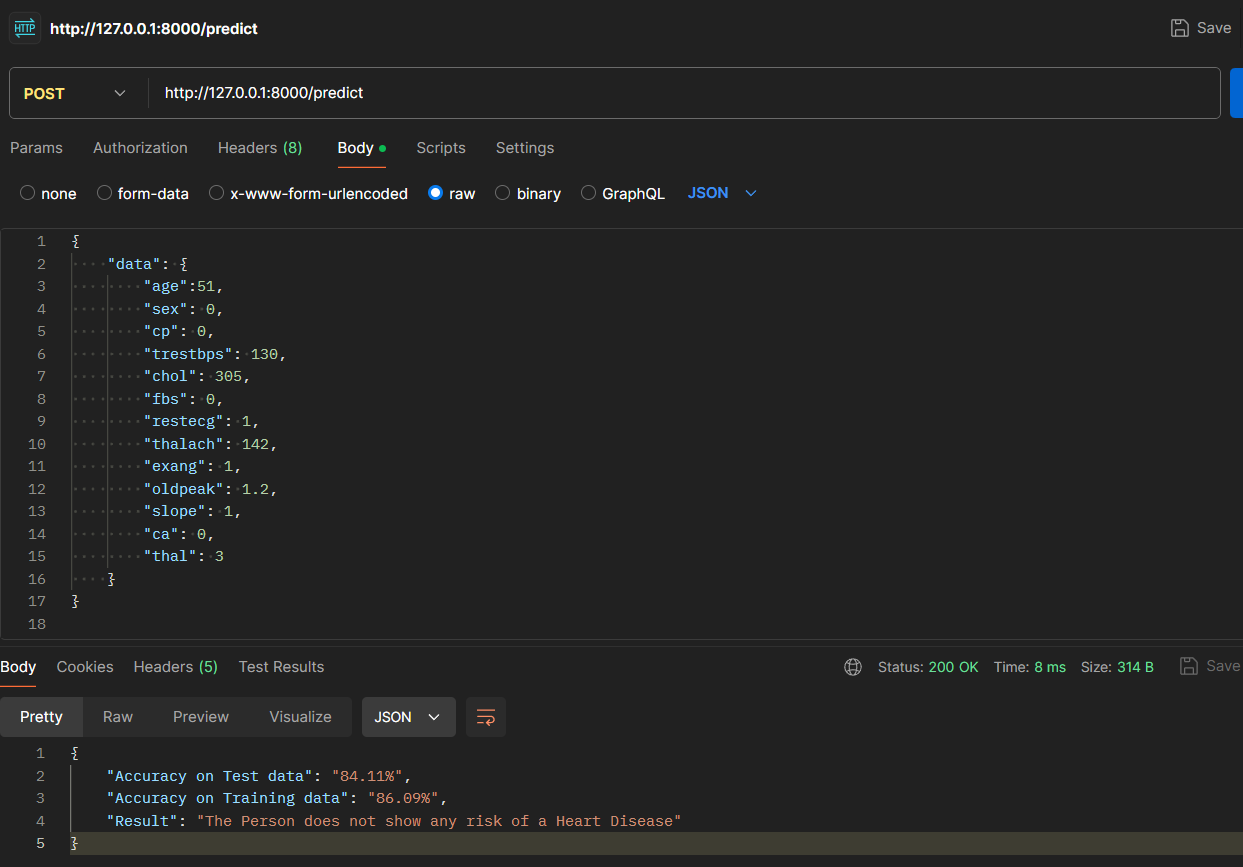 HTTP http://127.0.0.1:8000/predict Save
POST http://127.0.0.1:8000/predict
Params Authorization Headers (8) Body Scripts Settings
none form-data x-www-form-urlencoded raw binary GraphQL JSON
1 {
2 "data": {
3 "age":51,
4 "sex": 0,
5 "cp": 0,
6 "trestbps": 130,
7 "chol": 305,
8 "fbs": 0,
9 "restecg": 1,
10 "thalach": 142,
11 "exang": 1,
12 "oldpeak": 1.2,
13 "slope": 1,
14 "ca": 0,
15 "thal": 3
16 }
17 }
18
Body Cookies Headers (5) Test Results Status: 200 OK Time: 8 ms Size: 314 B Save
Pretty Raw Preview Visualize JSON
1 {
2 "Accuracy on Test data": "84.11%",
3 "Accuracy on Training data": "86.09%",
4 "Result": "The Person does not show any risk of a Heart Disease"
5 }